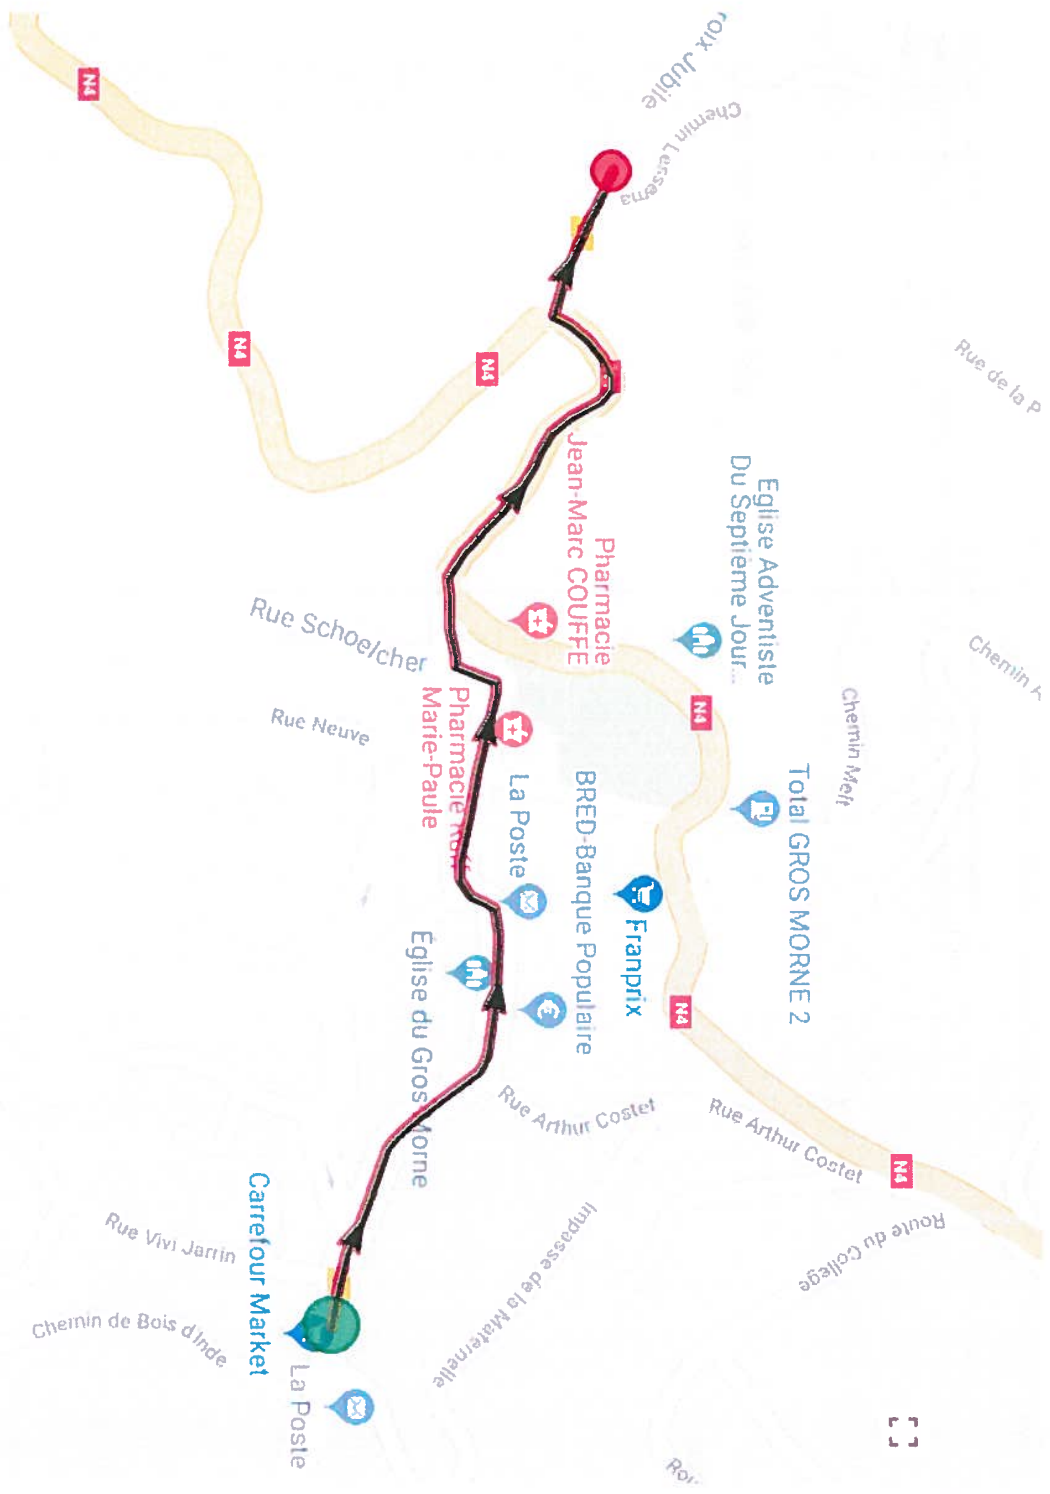 N4
Croix Jubile
Chemin Lessema
N4
N4
Rue de la P
Eglise Adventiste
Du Septième Jour...
Pharmacie
Jean-Marc COUFFE
Rue Schoelcher
Rue Neuve
Chemin A
N4
Chemin Meft
Total GROS MORNE 2
Pharmacie
Marie-Paule
La Poste
BRED-Banque Populaire
Franprix
Église du Gros-Morne
N4
Rue Arthur Costet
Rue Arthur Costet
N4
Route du College
Impasse de la Maternelle
Rue Vivi Jarrin
Carrefour Market
Chemin de Bois d'Inde
La Poste